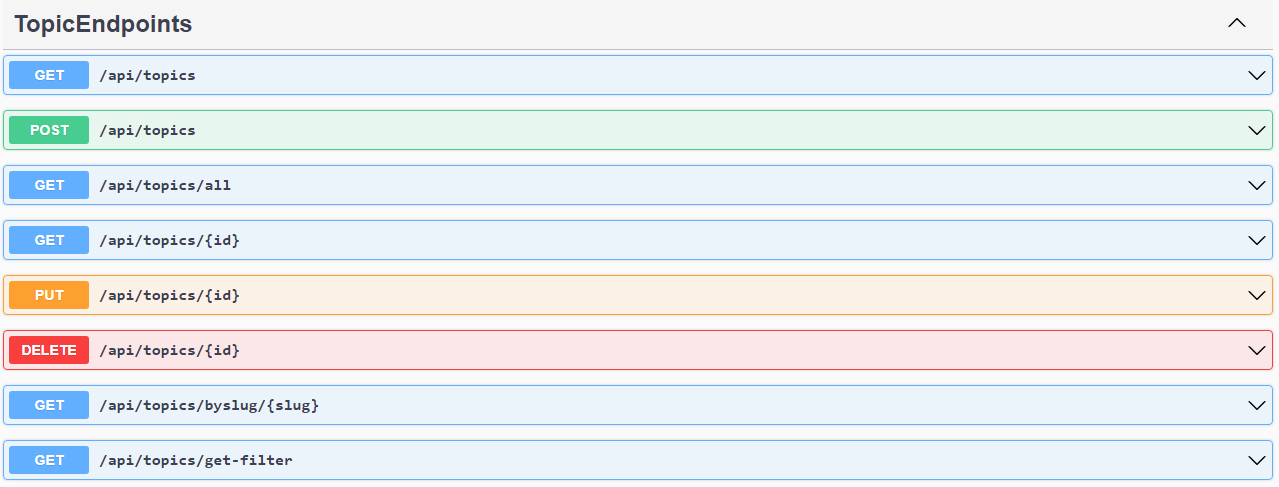 TopicEndpoints
GET /api/topics
POST /api/topics
GET /api/topics/all
GET /api/topics/{id}
PUT /api/topics/{id}
DELETE /api/topics/{id}
GET /api/topics/byslug/{slug}
GET /api/topics/get-filter